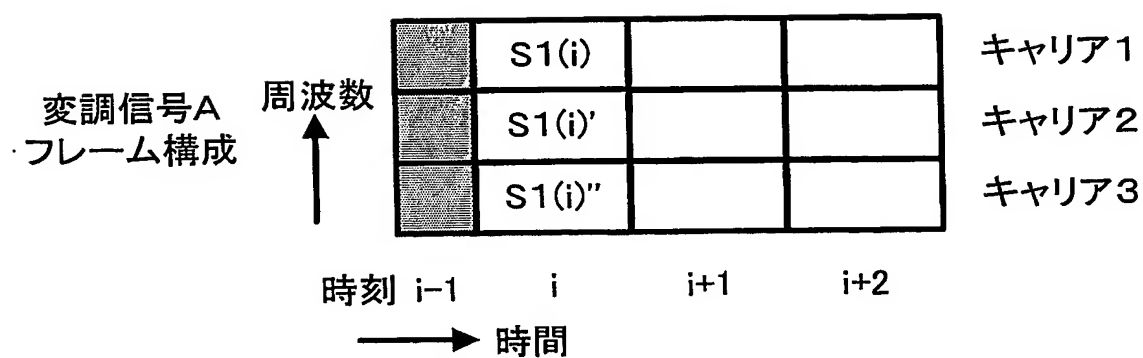 変調信号A
フレーム構成
周波数
S1(i)
キャリア1
S1(i)'
キャリア2
S1(i)''
キャリア3
時刻 i-1 i i+1 i+2
時間